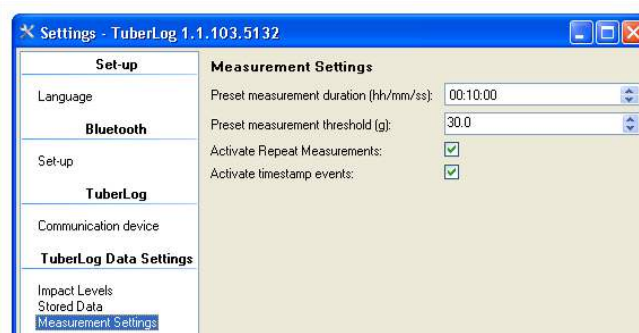 Settings - TuberLog 1.1.103.5132
Set-up
Language
Bluetooth
Set-up
TuberLog
Communication device
TuberLog Data Settings
Impact Levels
Stored Data
Measurement Settings
Measurement Settings
Preset measurement duration (hh/mm/ss): 00:10:00
Preset measurement threshold (g): 30.0
Activate Repeat Measurements:
Activate timestamp events: